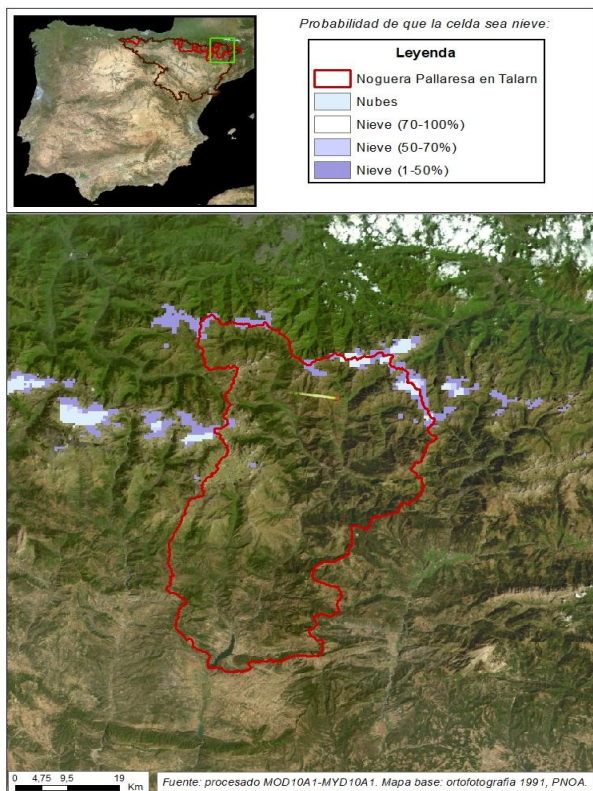 Probabilidad de que la celda sea nieve:
Leyenda
Noguera Pallaresa en Talarn
Nubes
Nieve (70-100%)
Nieve (50-70%)
Nieve (1-50%)
0 4,75 9,5 19
Km
Fuente: procesado MOD10A1-MYD10A1. Mapa base: ortofotografia 1991, PNOA.